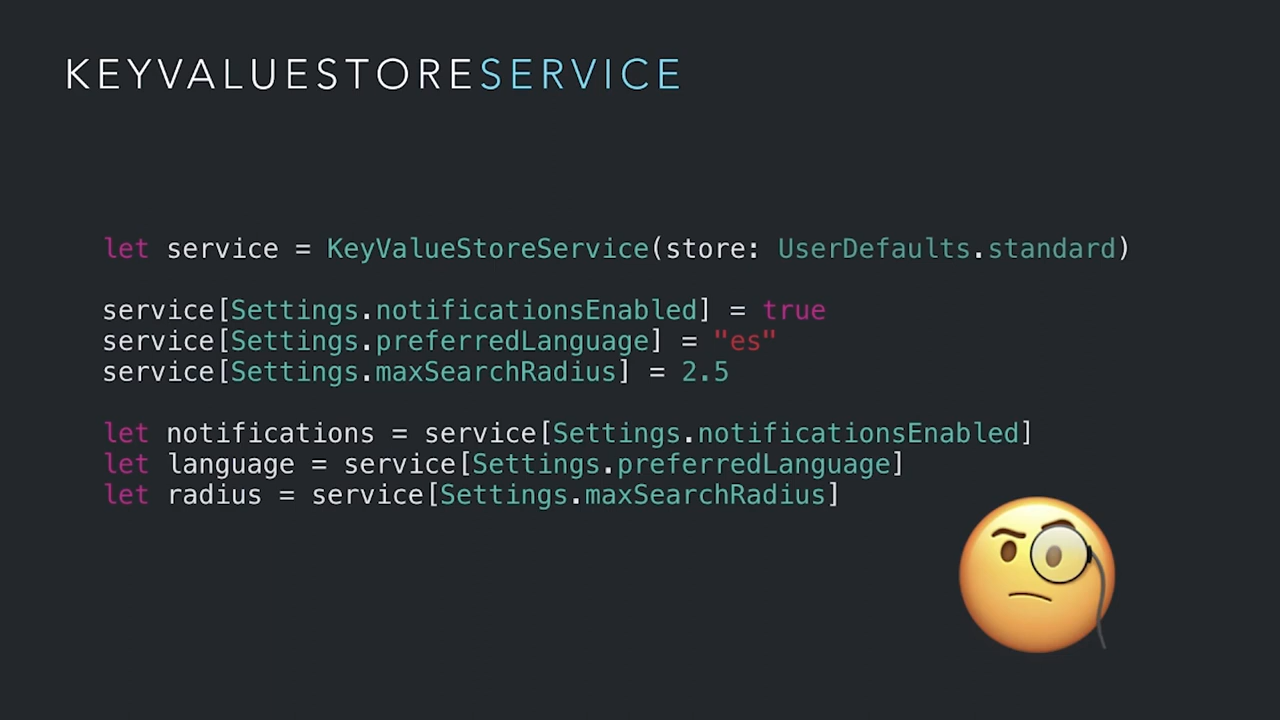 KEYVALUESTORESERVICE
let service = KeyValueStoreService(store: UserDefaults.standard)
service[Settings.notificationsEnabled] = true
service[Settings.preferredLanguage] = "es"
service[Settings.maxSearchRadius] = 2.5
let notifications = service[Settings.notificationsEnabled]
let language = service[Settings.preferredLanguage]
let radius = service[Settings.maxSearchRadius]